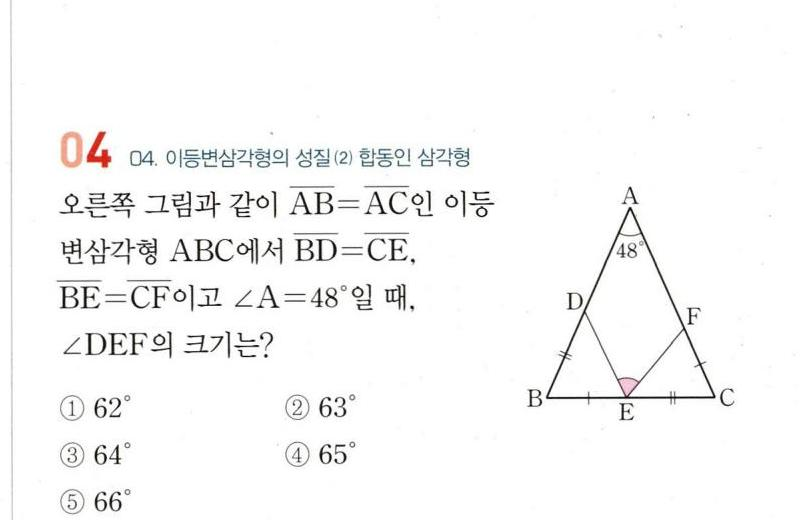 04 04. 이등변삼각형의 성질(2) 합동인 삼각형
오른쪽 그림과 같이 AB=AC인 이등
변삼각형 ABC에서 BD=CE,
BE=CF이고 ∠A=48°일 때,
∠DEF의 크기는?
① 62° ② 63°
③ 64° ④ 65°
⑤ 66°
A
48°
D
F
B
E
C